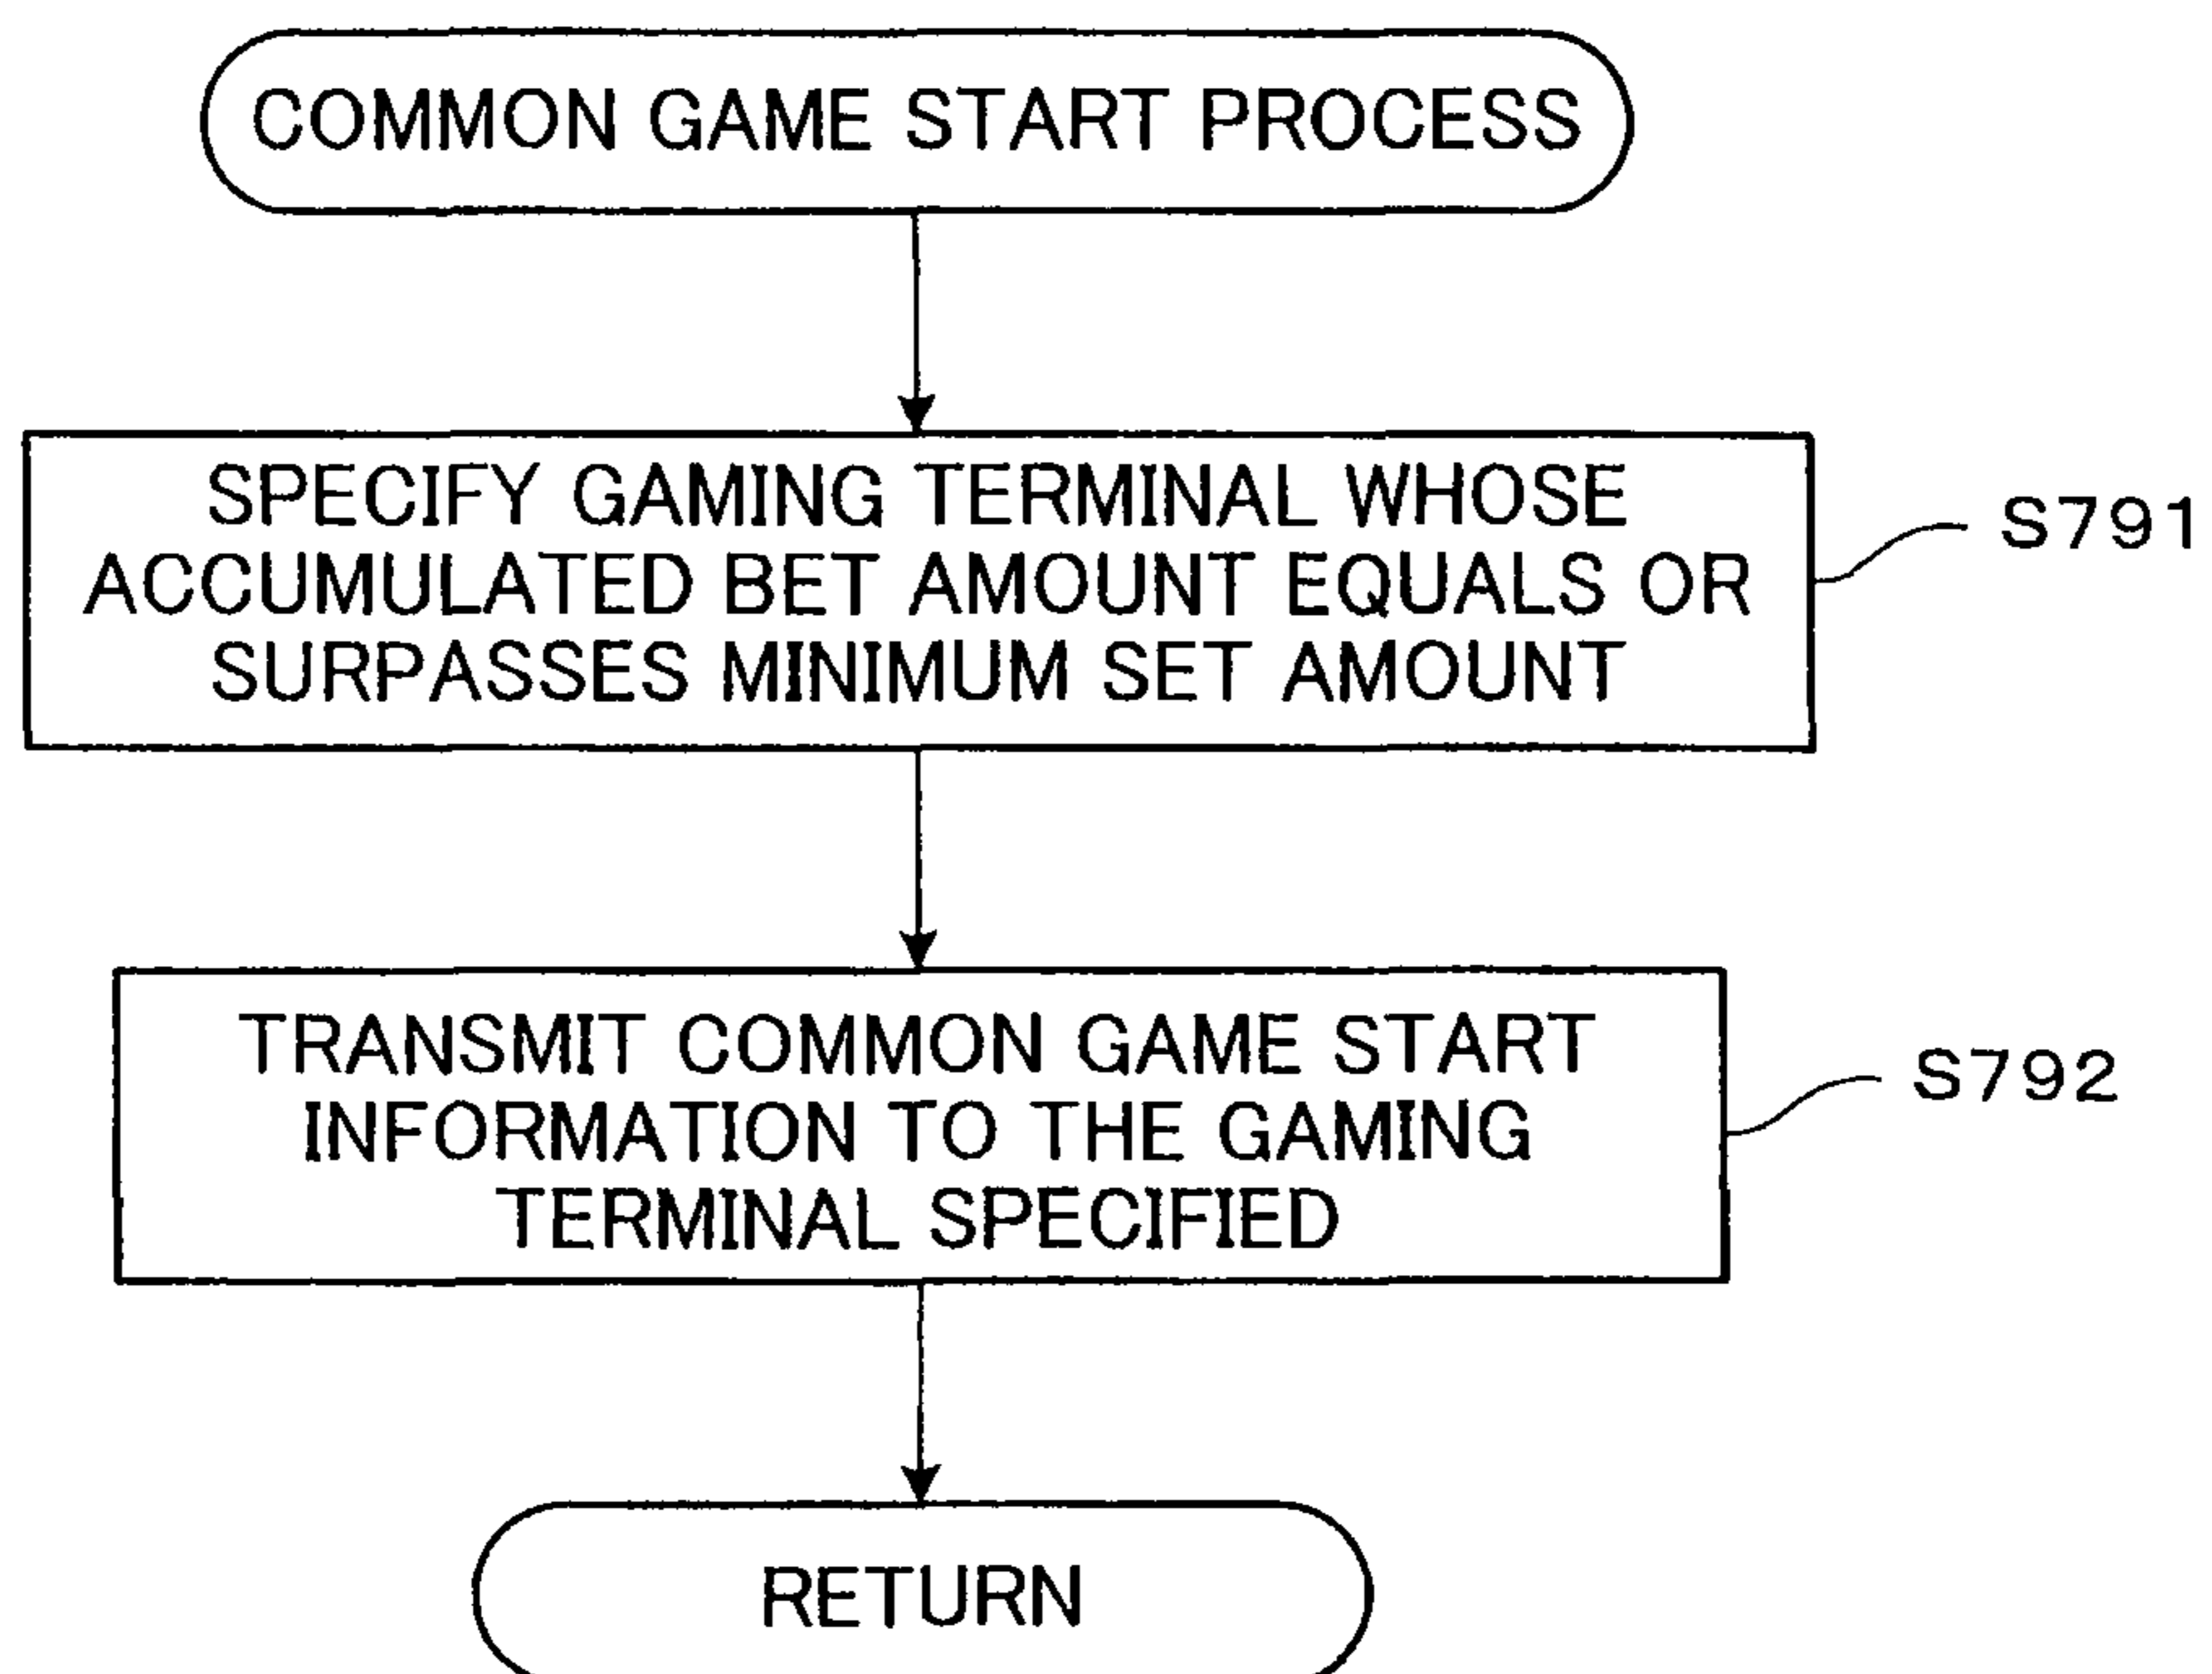 COMMON GAME START PROCESS
SPECIFY GAMING TERMINAL WHOSE
ACCUMULATED BET AMOUNT EQUALS OR
SURPASSES MINIMUM SET AMOUNT
S791
TRANSMIT COMMON GAME START
INFORMATION TO THE GAMING
TERMINAL SPECIFIED
S792
RETURN